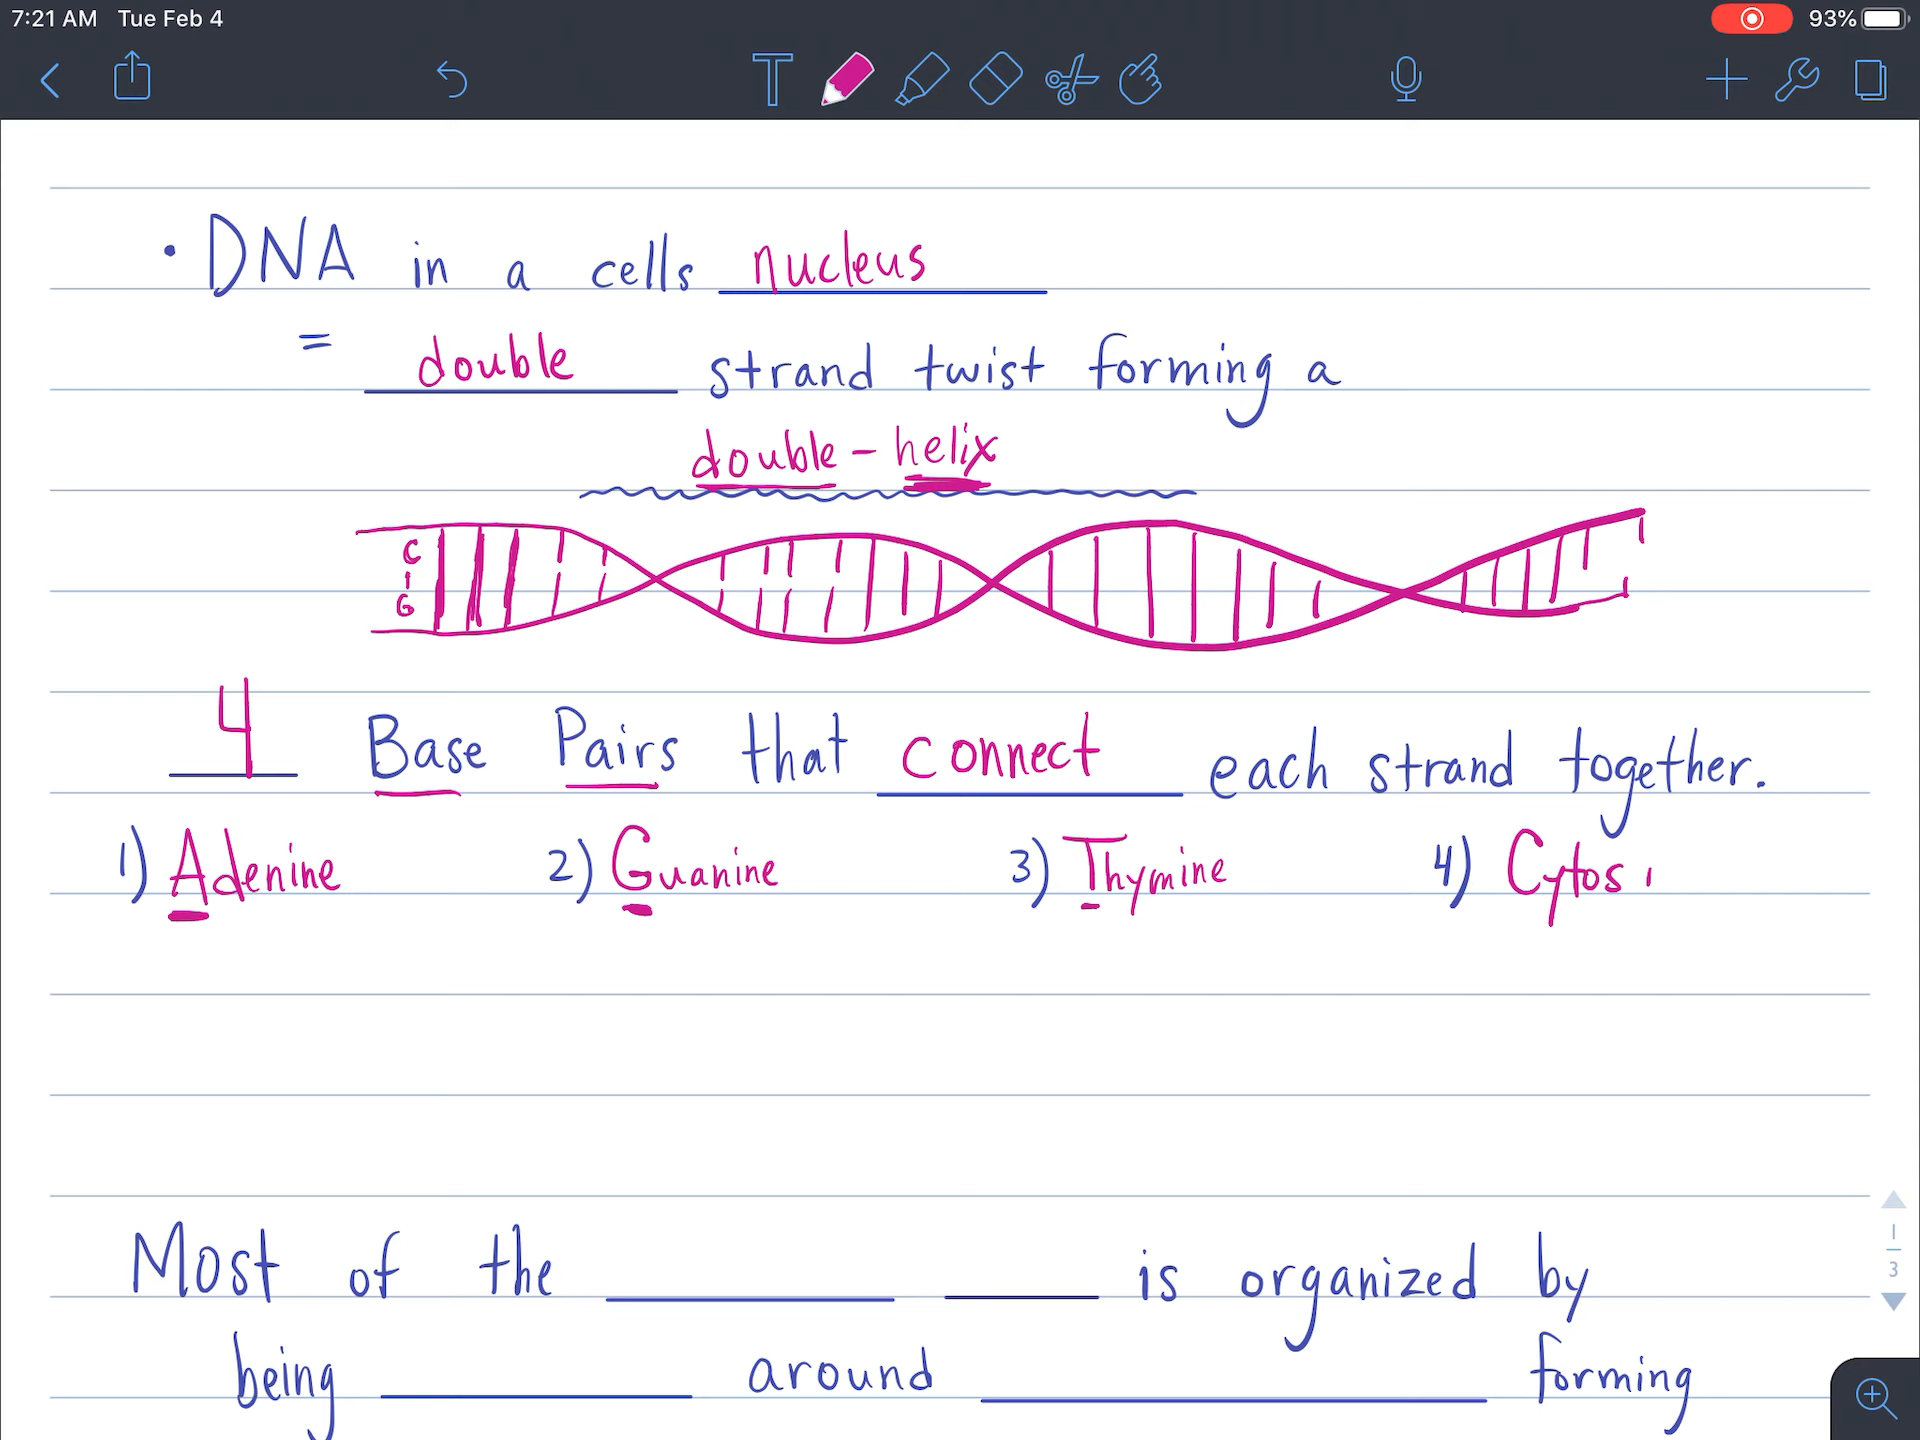 7:21 AM Tue Feb 4 93%
T
• DNA in a cells nucleus
= double strand twist forming a
double - helix
C
G
4 Base Pairs that connect each strand together.
1) Adenine 2) Guanine 3) Thymine 4) Cytosi
1
3
Most of the is organized by
being around forming